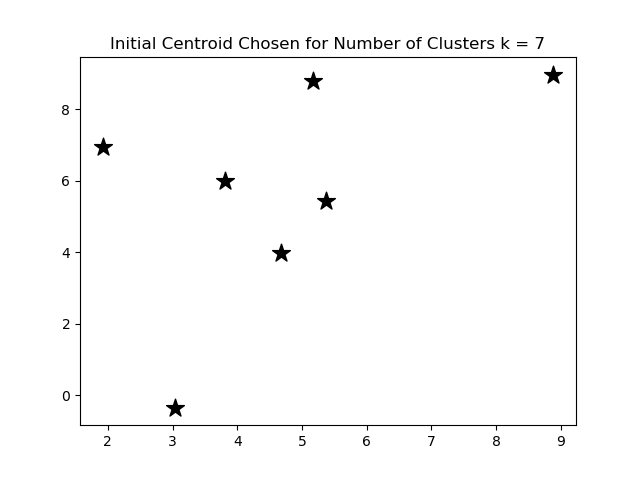 Initial Centroid Chosen for Number of Clusters k = 7
8
6
4
2
0
2 3 4 5 6 7 8 9